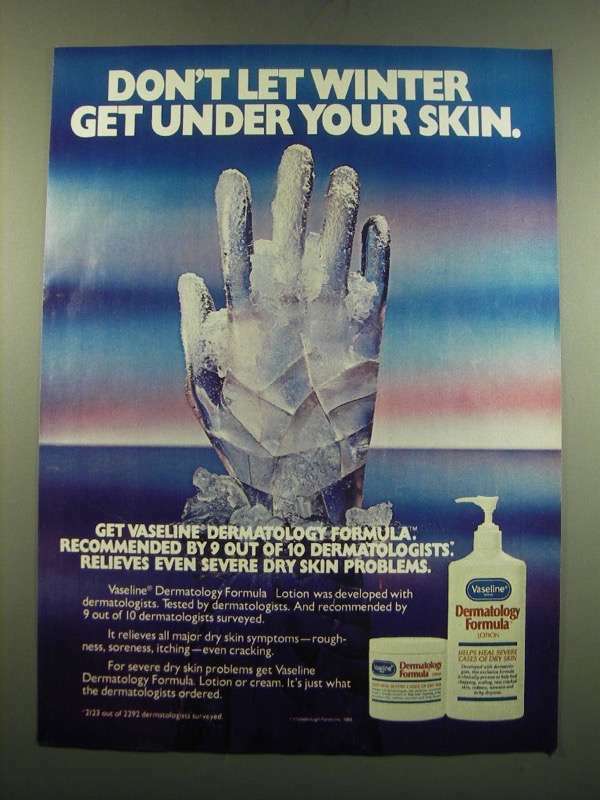 DON'T LET WINTER
GET UNDER YOUR SKIN.
GET VASELINE® DERMATOLOGY FORMULA.™
RECOMMENDED BY 9 OUT OF 10 DERMATOLOGISTS.*
RELIEVES EVEN SEVERE DRY SKIN PROBLEMS.
Vaseline® Dermatology Formula Lotion was developed with
dermatologists. Tested by dermatologists. And recommended by
9 out of 10 dermatologists surveyed.
It relieves all major dry skin symptoms—rough-
ness, soreness, itching—even cracking.
For severe dry skin problems get Vaseline
Dermatology Formula. Lotion or cream. It's just what
the dermatologists ordered.
*2123 out of 2292 dermatologists surveyed.
Vaseline®
Dermatology
Formula
LOTION
HELPS HEAL SEVERE
CASES OF DRY SKIN
Vaseline
Dermatology
Formula